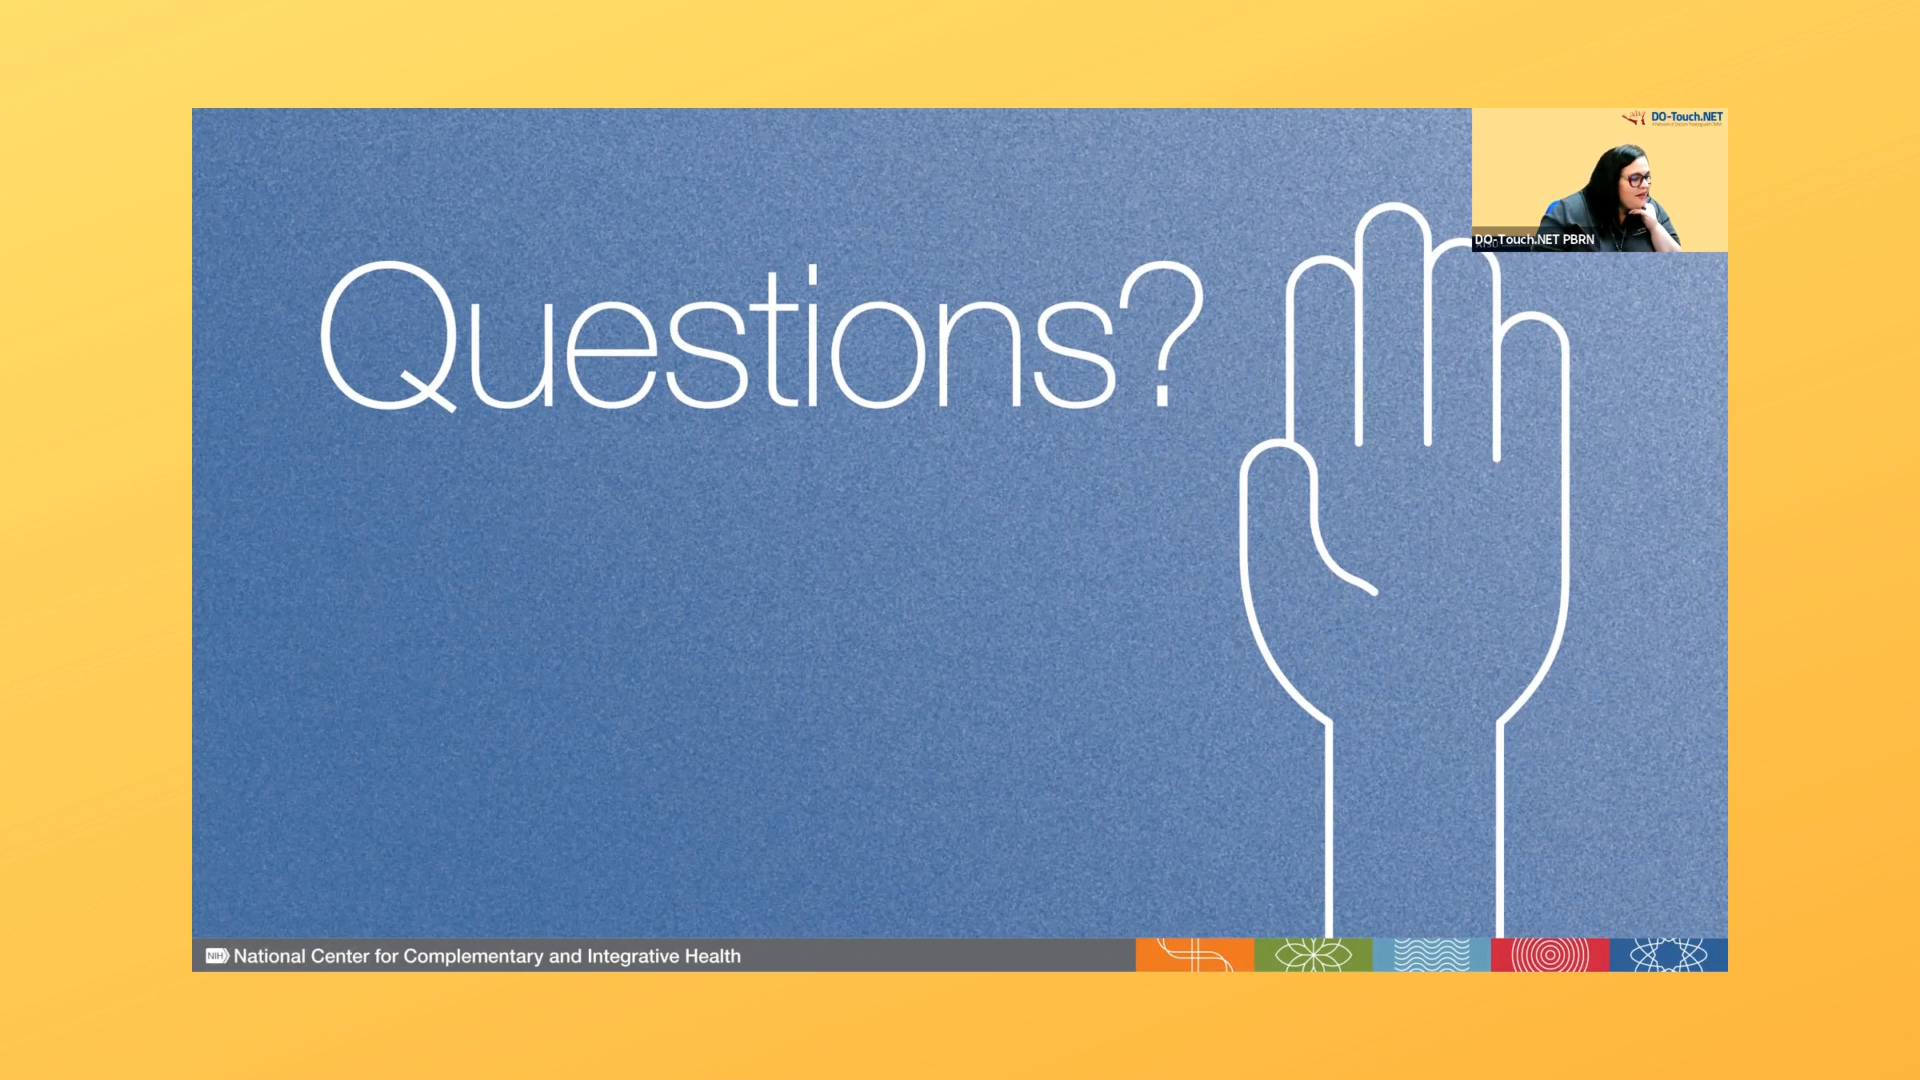 DO-Touch.NET
DO-Touch.NET PBRN
Questions?
NIH National Center for Complementary and Integrative Health